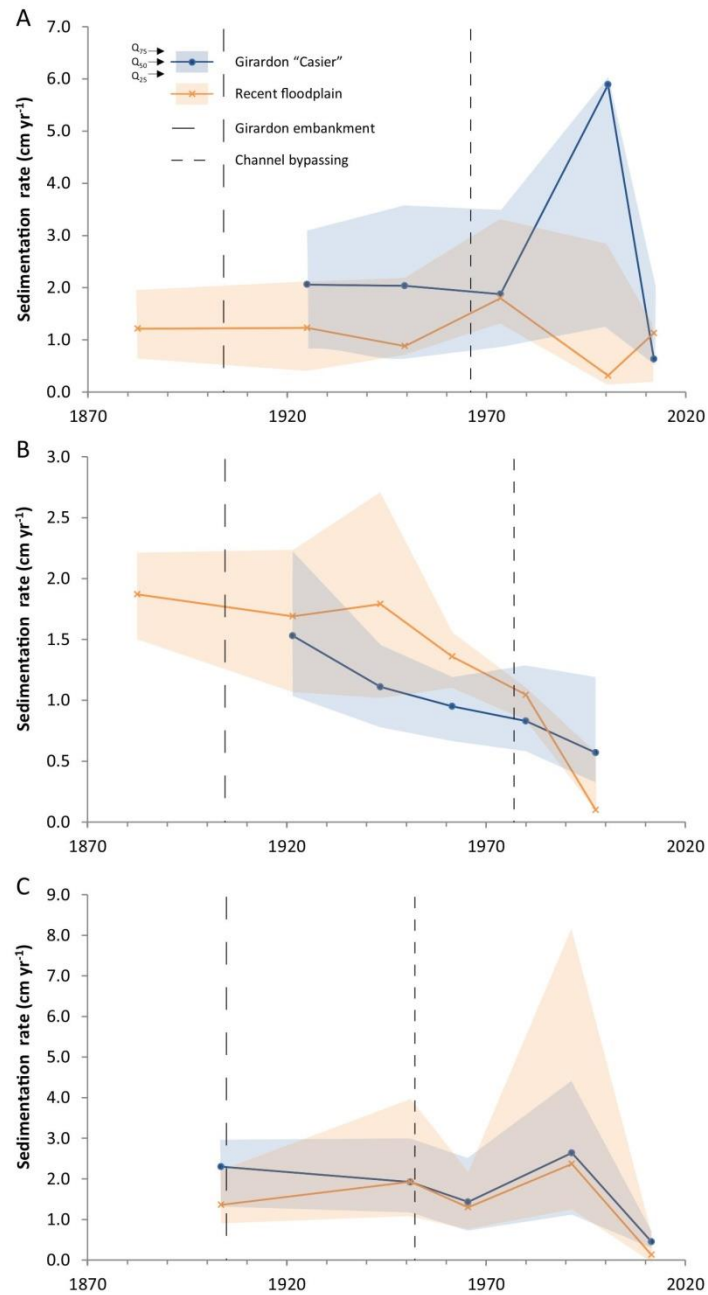 A
7.0
6.0
5.0
4.0
3.0
2.0
1.0
0.0
Sedimentation rate (cm yr-1)
Q75
Q50
Q25
Girardon “Casier”
Recent floodplain
Girardon embankment
Channel bypassing
1870 1920 1970 2020
B
3.0
2.5
2.0
1.5
1.0
0.5
0.0
Sedimentation rate (cm yr-1)
1870 1920 1970 2020
C
9.0
8.0
7.0
6.0
5.0
4.0
3.0
2.0
1.0
0.0
Sedimentation rate (cm yr-1)
1870 1920 1970 2020